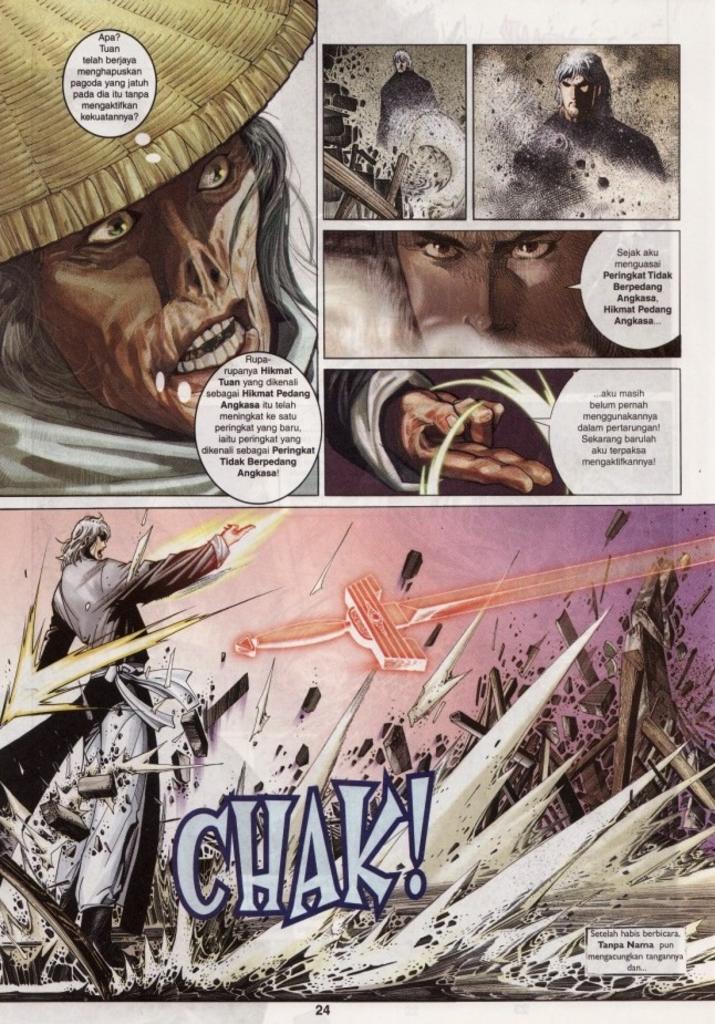 Apa?
Tuan
telah berjaya
menghapuskan
pagoda yang jatuh
pada dia itu tanpa
mengaktifkan
kekuatannya?
Rupa-
rupanya Hikmat
Tuan yang dikenali
sebagai Hikmat Pedang
Angkasa itu telah
meningkat ke satu
peringkat yang baru,
iaitu peringkat yang
dikenali sebagai Peringkat
Tidak Berpedang
Angkasa!
Sejak aku
menguasai
Peringkat Tidak
Berpedang
Angkasa,
Hikmat Pedang
Angkasa...
...aku masih
belum pernah
menggunakannya
dalam pertarungan!
Sekarang barulah
aku terpaksa
mengaktifkannya!
CHAK!
Setelah habis berbicara,
Tanpa Nama pun
mengacungkan tangannya
dan...
24